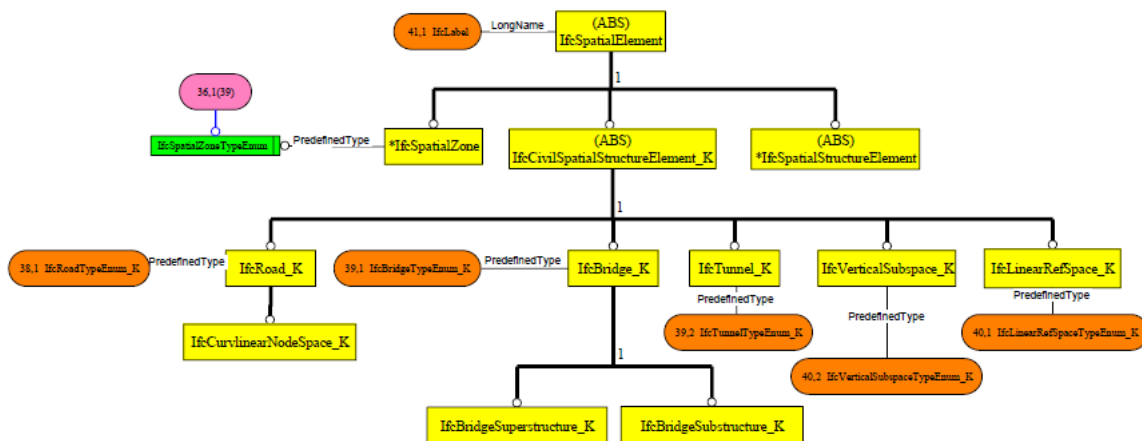 41,1 IfcLabel
LongName
(ABS)
IfcSpatialElement
1
36,1(39)
IfcSpatialZoneTypeEnum
PredefinedType
*IfcSpatialZone
(ABS)
IfcCivilSpatialStructureElement_K
(ABS)
*IfcSpatialStructureElement
1
38,1 IfcRoadTypeEnum_K
PredefinedType
IfcRoad_K
39,1 IfcBridgeTypeEnum_K
PredefinedType
IfcBridge_K
IfcTunnel_K
IfcVerticalSubspace_K
IfcLinearRefSpace_K
PredefinedType
PredefinedType
PredefinedType
IfcCurvlinearNodeSpace_K
39,2 IfcTunnelTypeEnum_K
40,1 IfcLinearRefSpaceTypeEnum_K
1
40,2 IfcVerticalSubspaceTypeEnum_K
IfcBridgeSuperstructure_K
IfcBridgeSubstructure_K